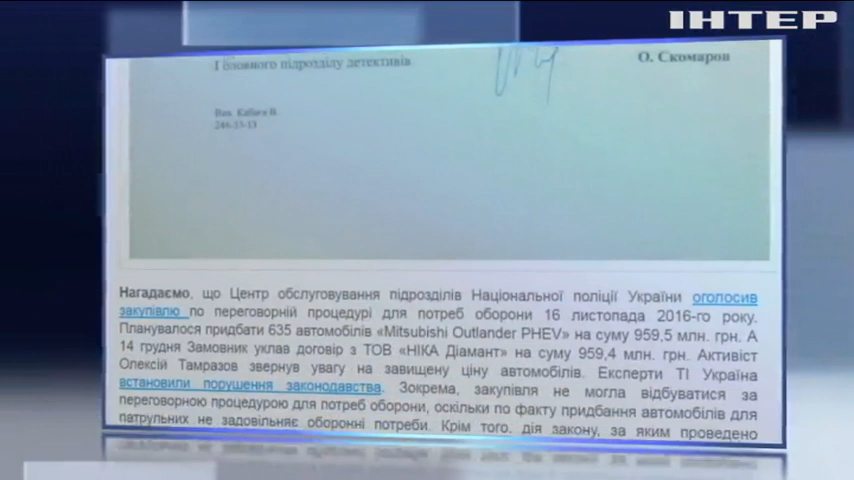 ІНТЕР
Головного підрозділу детективів
О. Скомаров
Вик.
Нагадаємо, що Центр обслуговування підрозділів Національної поліції України оголосив
закупівлю по переговорній процедурі для потреб оборони 16 листопада 2016-го року.
Планувалося придбати 635 автомобілів «Mitsubishi Outlander PHEV» на суму 959,5 млн. грн. А
14 грудня Замовник уклав договір з ТОВ «НІКА Діамант» на суму 959,4 млн. грн. Активіст
Олексій Тамразов звернув увагу на завищену ціну автомобілів. Експерти ТІ Україна
встановили порушення законодавства. Зокрема, закупівля не могла відбуватися за
переговорною процедурою для потреб оборони, оскільки по факту придбання автомобілів для
патрульних не задовільняє оборонні потреби. Крім того, дія закону, за яким проведено